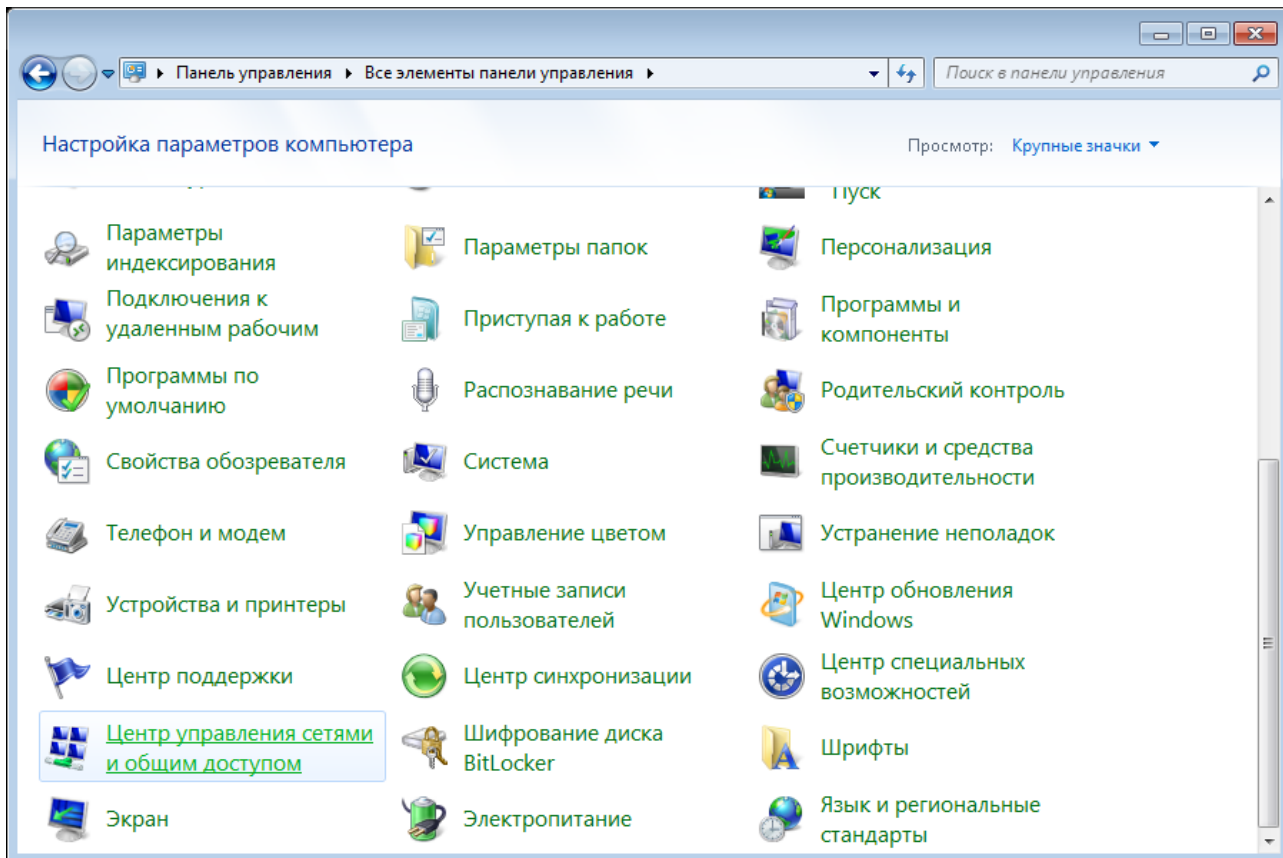 Панель управления Все элементы панели управления
Поиск в панели управления
Настройка параметров компьютера
Просмотр: Крупные значки
Пуск
Параметры
индексирования
Параметры папок
Персонализация
Подключения к
удаленным рабочим
Приступая к работе
Программы и
компоненты
Программы по
умолчанию
Распознавание речи
Родительский контроль
Свойства обозревателя
Система
Счетчики и средства
производительности
Телефон и модем
Управление цветом
Устранение неполадок
Устройства и принтеры
Учетные записи
пользователей
Центр обновления
Windows
Центр поддержки
Центр синхронизации
Центр специальных
возможностей
Центр управления сетями
и общим доступом
Шифрование диска
BitLocker
Шрифты
Экран
Электропитание
Язык и региональные
стандарты